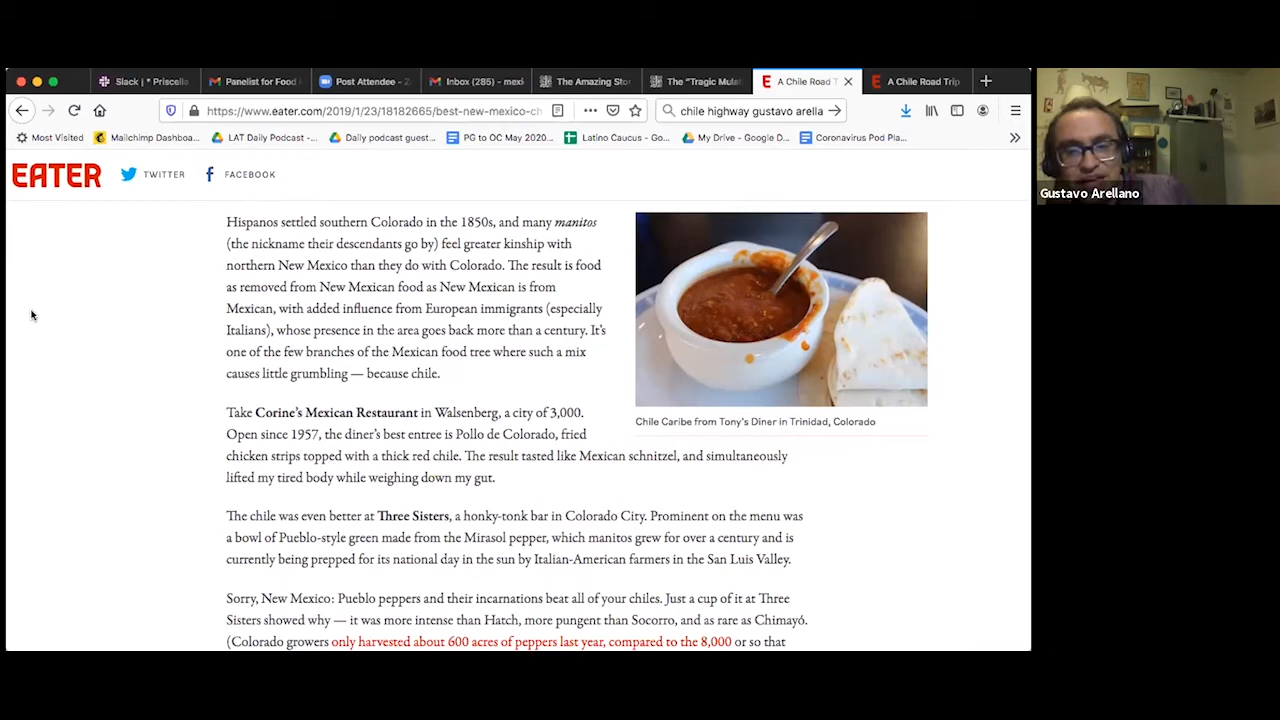 Slack | * Priscella
Panelist for Food
Post Attendee - Z
Inbox (285) - mexi
The Amazing Stor
The "Tragic Mulat
A Chile Road T
A Chile Road Trip
https://www.eater.com/2019/1/23/18182665/best-new-mexico-ch
chile highway gustavo arella
Most Visited
Mailchimp Dashboa...
LAT Daily Podcast -...
Daily podcast guest...
PG to OC May 2020...
Latino Caucus - Go...
My Drive - Google D...
Coronavirus Pod Pla...
EATER
TWITTER
FACEBOOK
Gustavo Arellano
Hispanos settled southern Colorado in the 1850s, and many manitos
(the nickname their descendants go by) feel greater kinship with
northern New Mexico than they do with Colorado. The result is food
as removed from New Mexican food as New Mexican is from
Mexican, with added influence from European immigrants (especially
Italians), whose presence in the area goes back more than a century. It's
one of the few branches of the Mexican food tree where such a mix
causes little grumbling — because chile.
Chile Caribe from Tony's Diner in Trinidad, Colorado
Take Corine's Mexican Restaurant in Walsenberg, a city of 3,000.
Open since 1957, the diner's best entree is Pollo de Colorado, fried
chicken strips topped with a thick red chile. The result tasted like Mexican schnitzel, and simultaneously
lifted my tired body while weighing down my gut.
The chile was even better at Three Sisters, a honky-tonk bar in Colorado City. Prominent on the menu was
a bowl of Pueblo-style green made from the Mirasol pepper, which manitos grew for over a century and is
currently being prepped for its national day in the sun by Italian-American farmers in the San Luis Valley.
Sorry, New Mexico: Pueblo peppers and their incarnations beat all of your chiles. Just a cup of it at Three
Sisters showed why — it was more intense than Hatch, more pungent than Socorro, and as rare as Chimayó.
(Colorado growers only harvested about 600 acres of peppers last year, compared to the 8,000 or so that